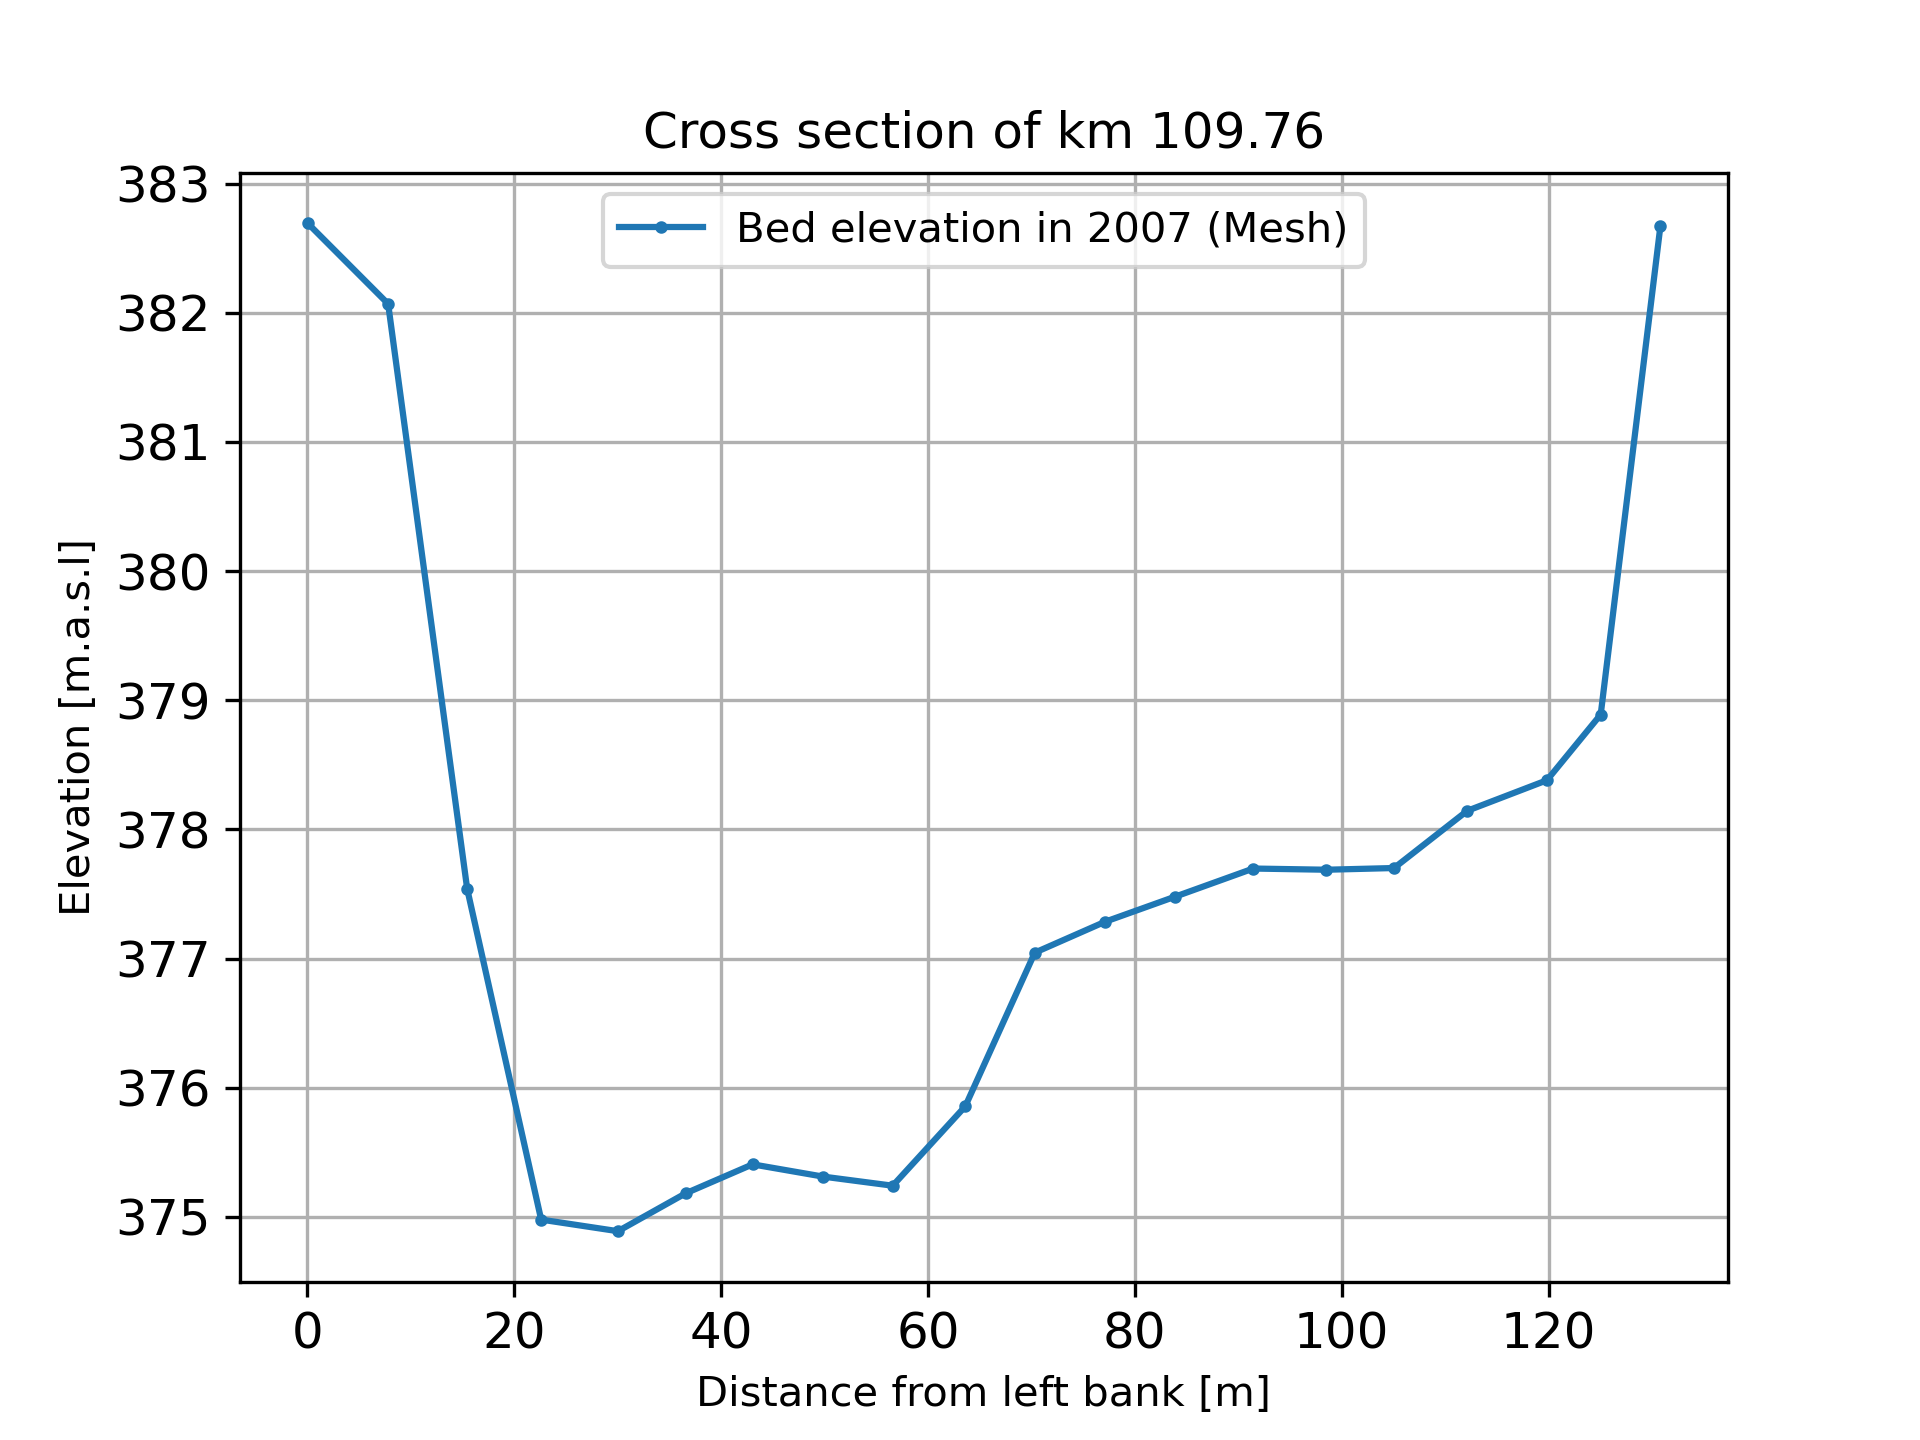 Cross section of km 109.76
Bed elevation in 2007 (Mesh)
383
382
381
380
379
378
377
376
375
Elevation [m.a.s.l]
0 20 40 60 80 100 120
Distance from left bank [m]